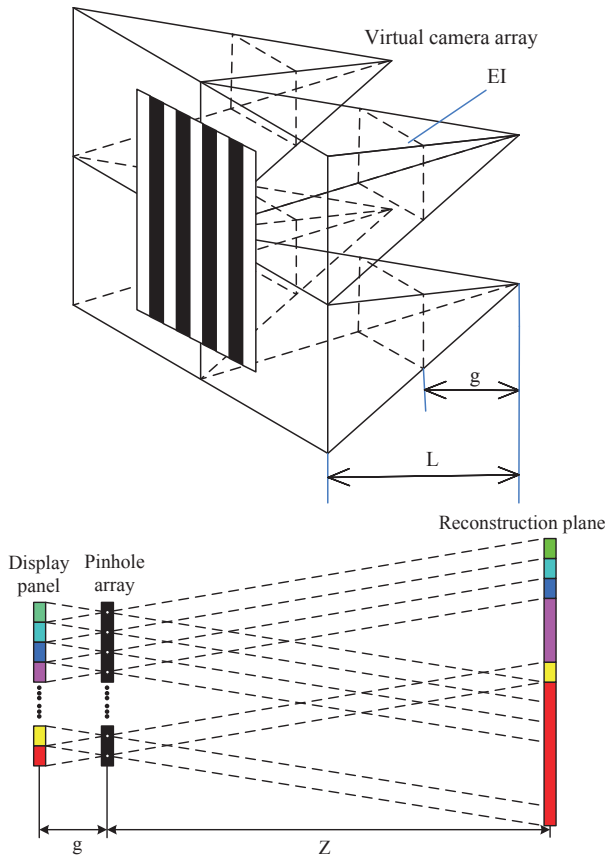 Virtual camera array
EI
g
L
Reconstruction plane
Display
panel
Pinhole
array
g
Z